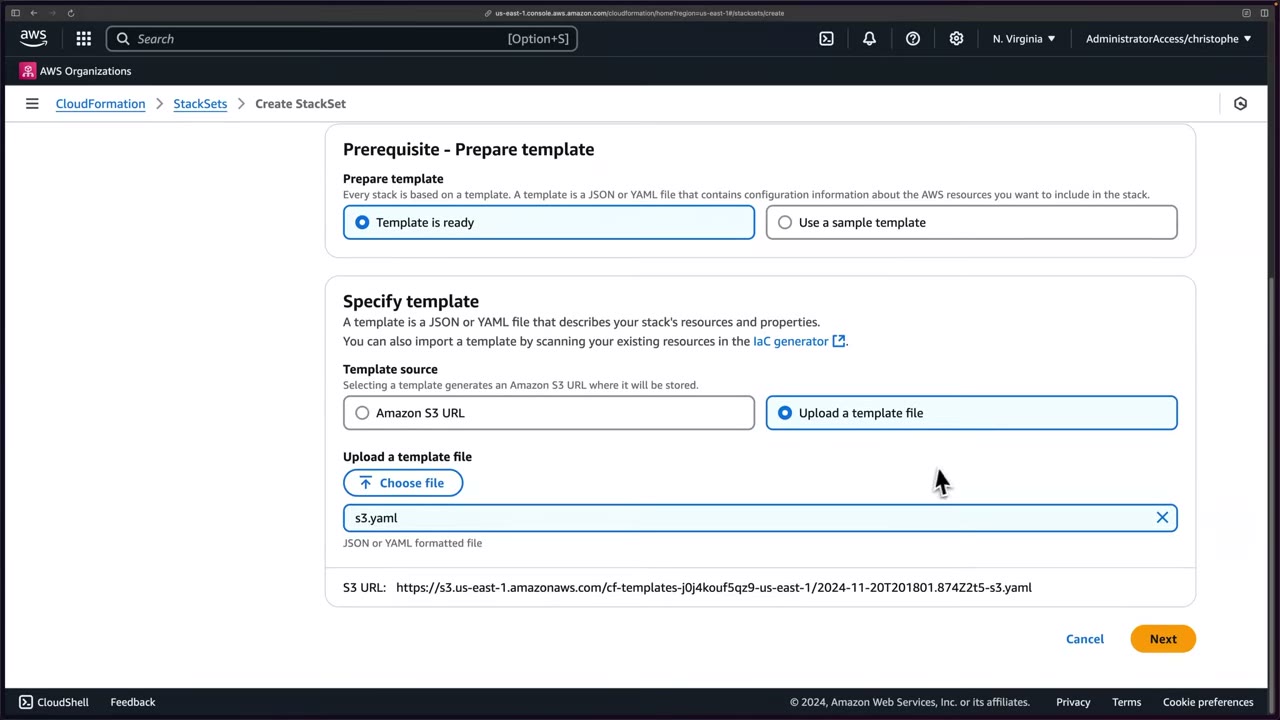 us-east-1.console.aws.amazon.com/cloudformation/home?region=us-east-1#/stacksets/create
aws
Search [Option+S]
N. Virginia ▼
AdministratorAccess/christophe ▼
AWS Organizations
CloudFormation > StackSets > Create StackSet
Prerequisite - Prepare template
Prepare template
Every stack is based on a template. A template is a JSON or YAML file that contains configuration information about the AWS resources you want to include in the stack.
Template is ready
Use a sample template
Specify template
A template is a JSON or YAML file that describes your stack's resources and properties.
You can also import a template by scanning your existing resources in the IaC generator.
Template source
Selecting a template generates an Amazon S3 URL where it will be stored.
Amazon S3 URL
Upload a template file
Upload a template file
Choose file
s3.yaml
JSON or YAML formatted file
S3 URL: https://s3.us-east-1.amazonaws.com/cf-templates-j0j4kouf5qz9-us-east-1/2024-11-20T201801.874Z2t5-s3.yaml
Cancel
Next
CloudShell
Feedback
© 2024, Amazon Web Services, Inc. or its affiliates.
Privacy
Terms
Cookie preferences